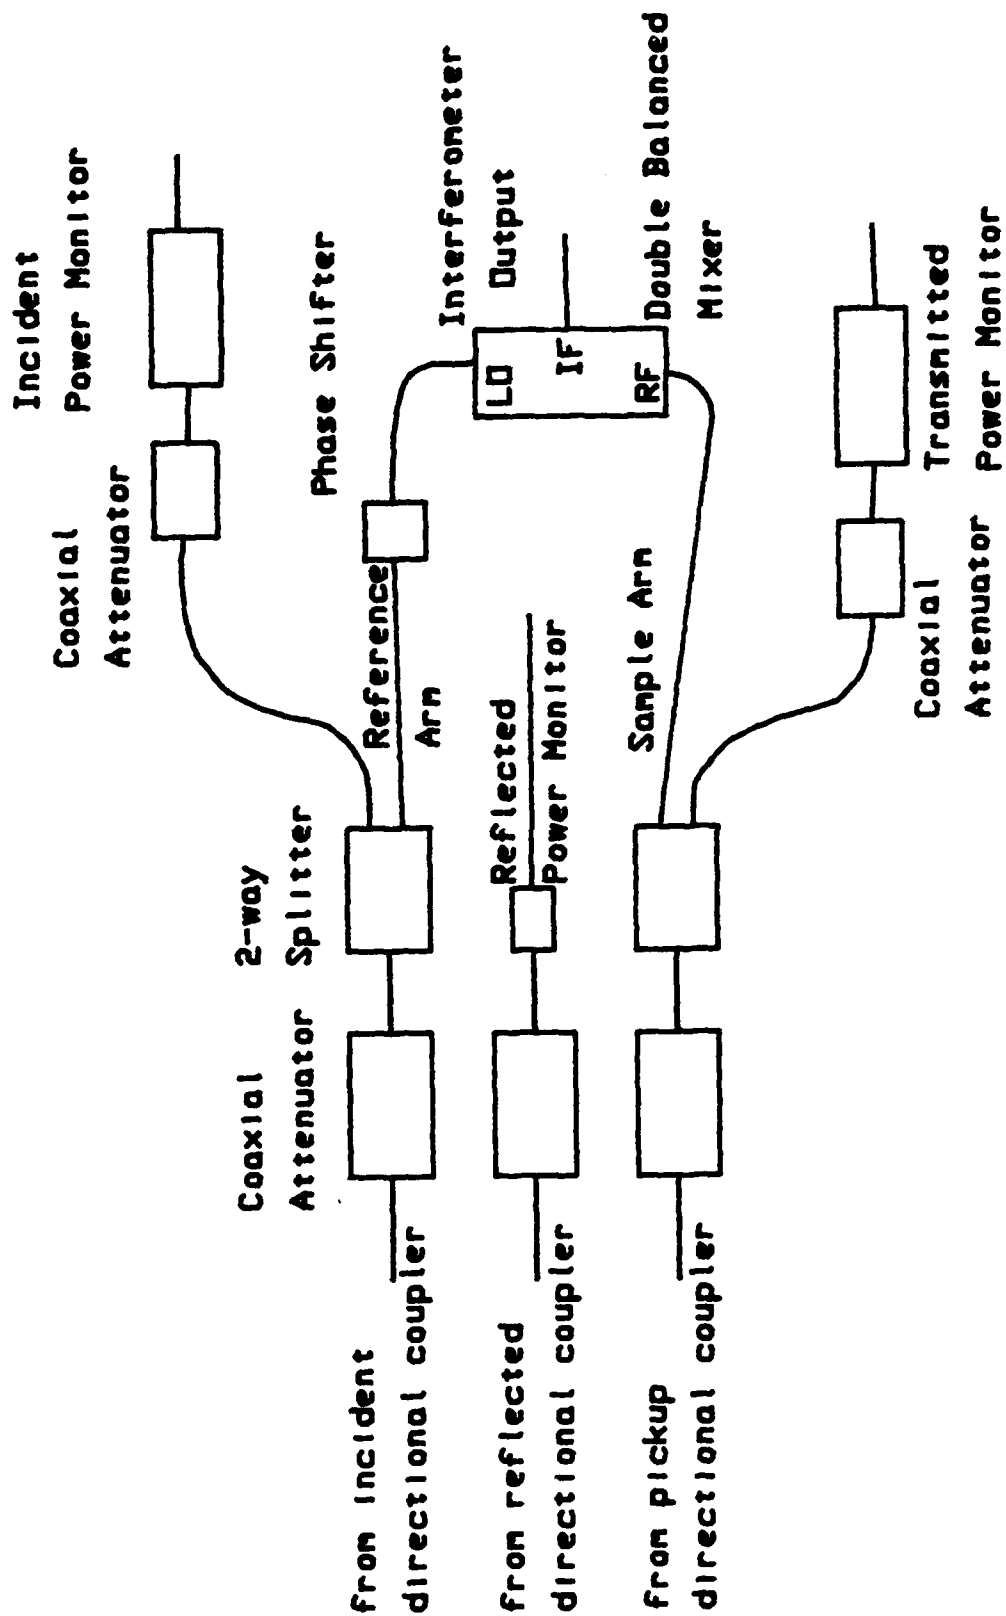 Incident
Power Monitor
Coaxial
Attenuator
Phase Shifter
Interferometer
Output
LO
IF
RF
Double Balanced
Mixer
Reference
Arm
2-way
Splitter
Coaxial
Attenuator
from incident
directional coupler
Reflected
Power Monitor
from reflected
directional coupler
Sample Arm
from pickup
directional coupler
Transmitted
Power Monitor
Coaxial
Attenuator